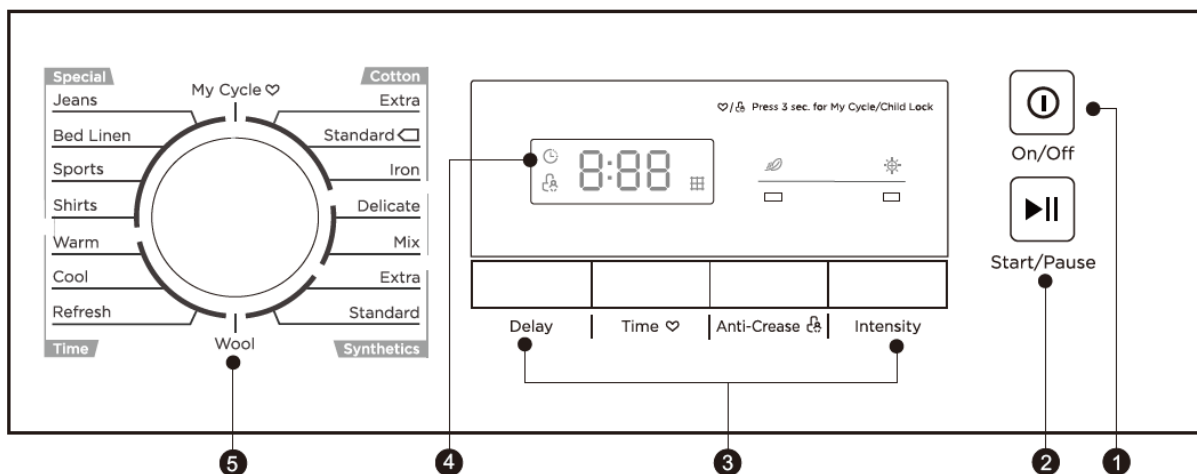 Special
Jeans
Bed Linen
Sports
Shirts
Warm
Cool
Refresh
Time
My Cycle ♡
Wool
Cotton
Extra
Standard
Iron
Delicate
Mix
Extra
Standard
Synthetics
♡/ Press 3 sec. for My Cycle/Child Lock
8:88
Delay
Time ♡
Anti-Crease
Intensity
On/Off
Start/Pause
5
4
3
2
1